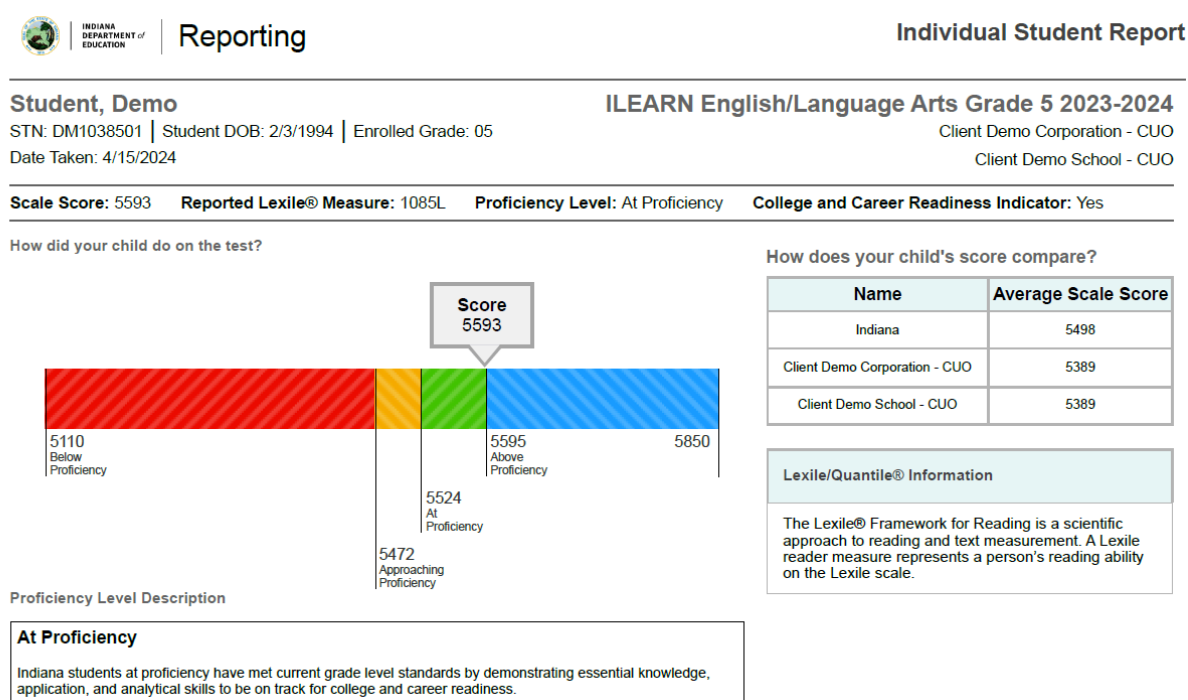 INDIANA
DEPARTMENT of
EDUCATION
Reporting
Individual Student Report
Student, Demo
ILEARN English/Language Arts Grade 5 2023-2024
STN: DM1038501 | Student DOB: 2/3/1994 | Enrolled Grade: 05
Client Demo Corporation - CUO
Date Taken: 4/15/2024
Client Demo School - CUO
Scale Score: 5593 Reported Lexile® Measure: 1085L Proficiency Level: At Proficiency College and Career Readiness Indicator: Yes
How did your child do on the test?
Score
5593
5110
Below
Proficiency
5595
Above
Proficiency
5850
5524
At
Proficiency
5472
Approaching
Proficiency
How does your child's score compare?
Name Average Scale Score
Indiana 5498
Client Demo Corporation - CUO 5389
Client Demo School - CUO 5389
Lexile/Quantile® Information
The Lexile® Framework for Reading is a scientific
approach to reading and text measurement. A Lexile
reader measure represents a person's reading ability
on the Lexile scale.
Proficiency Level Description
At Proficiency
Indiana students at proficiency have met current grade level standards by demonstrating essential knowledge,
application, and analytical skills to be on track for college and career readiness.